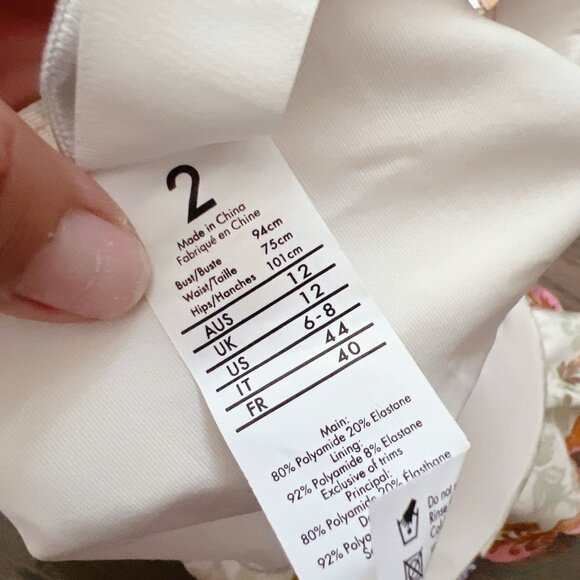 2
Made in China
Fabriqué en Chine
Bust/Buste 94cm
Waist/Taille 75cm
Hips/Hanches 101cm
AUS 12
UK 12
US 6-8
IT 44
FR 40
Main:
80% Polyamide 20% Elastane
Lining:
92% Polyamide 8% Elastane
Exclusive of trims
Principal:
80% Polyamide 20% Élasthane
92%
Do not
Rinse